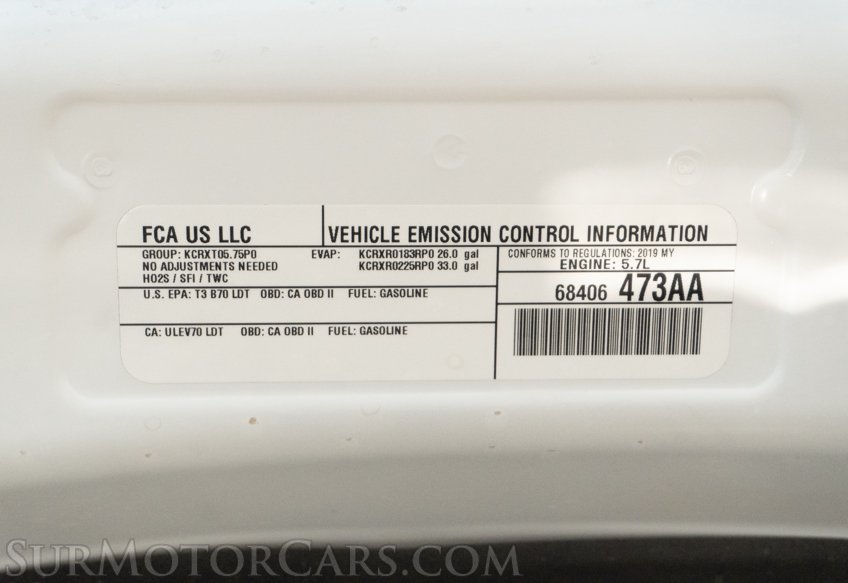 FCA US LLC VEHICLE EMISSION CONTROL INFORMATION
GROUP: KCRXT05.75P0 EVAP: KCRXR0183RP0 26.0 gal
NO ADJUSTMENTS NEEDED KCRXR0225RP0 33.0 gal
HO2S / SFI / TWC
U.S. EPA: T3 B70 LDT OBD: CA OBD II FUEL: GASOLINE
CA: ULEV70 LDT OBD: CA OBD II FUEL: GASOLINE
CONFORMS TO REGULATIONS: 2019 MY
ENGINE: 5.7L
68406 473AA
SurMotorCars.com